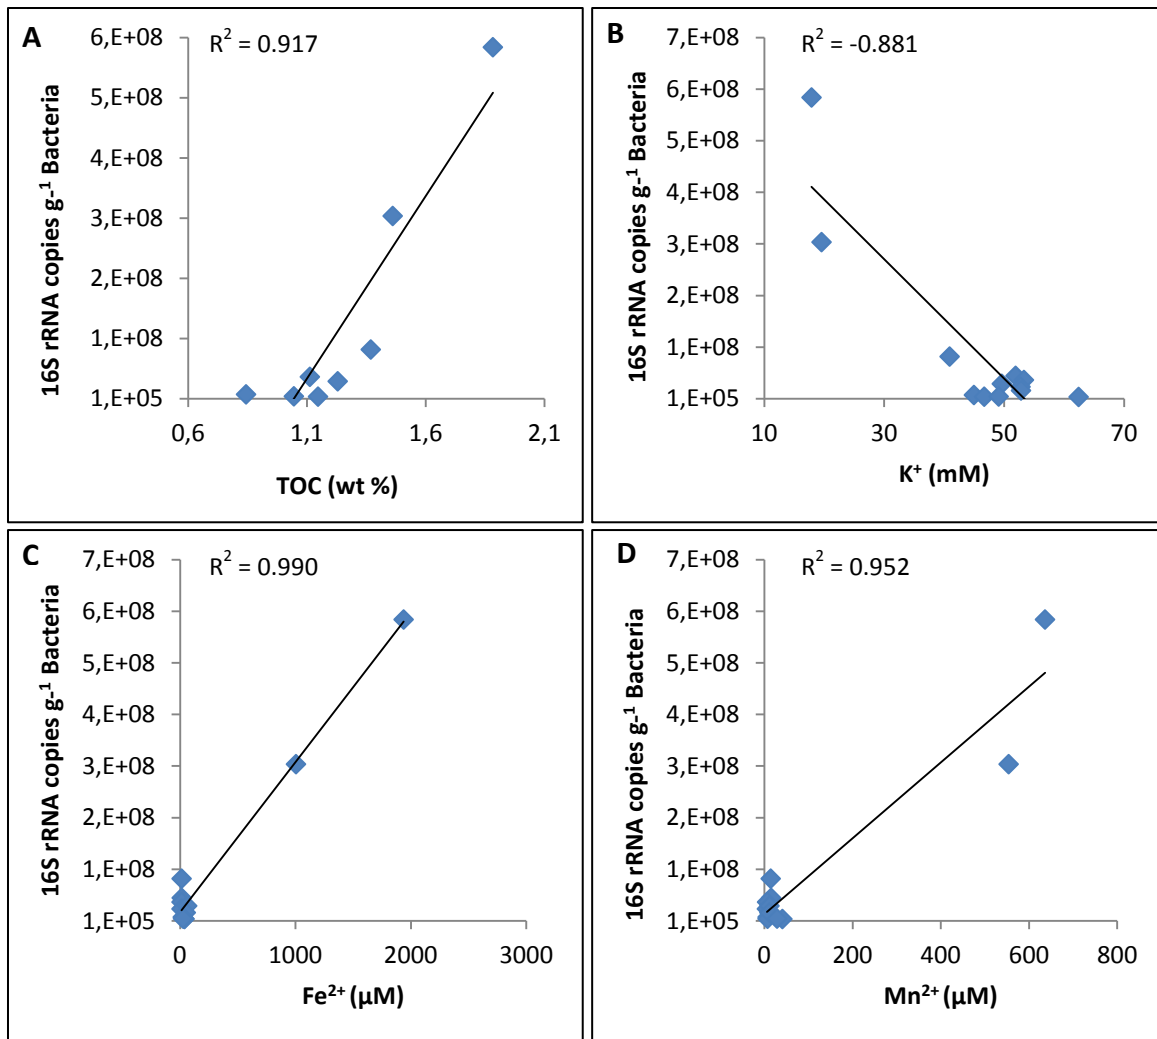 A
R² = 0.917
16S rRNA copies g-¹ Bacteria
6,E+08
5,E+08
4,E+08
3,E+08
2,E+08
1,E+08
1,E+05
0,6
1,1
1,6
2,1
TOC (wt %)
B
R² = -0.881
16S rRNA copies g-¹ Bacteria
7,E+08
6,E+08
5,E+08
4,E+08
3,E+08
2,E+08
1,E+08
1,E+05
10
30
50
70
K⁺ (mM)
C
R² = 0.990
16S rRNA copies g-¹ Bacteria
7,E+08
6,E+08
5,E+08
4,E+08
3,E+08
2,E+08
1,E+08
1,E+05
0
1000
2000
3000
Fe²⁺ (µM)
D
R² = 0.952
16S rRNA copies g-¹ Bacteria
7,E+08
6,E+08
5,E+08
4,E+08
3,E+08
2,E+08
1,E+08
1,E+05
0
200
400
600
800
Mn²⁺ (µM)